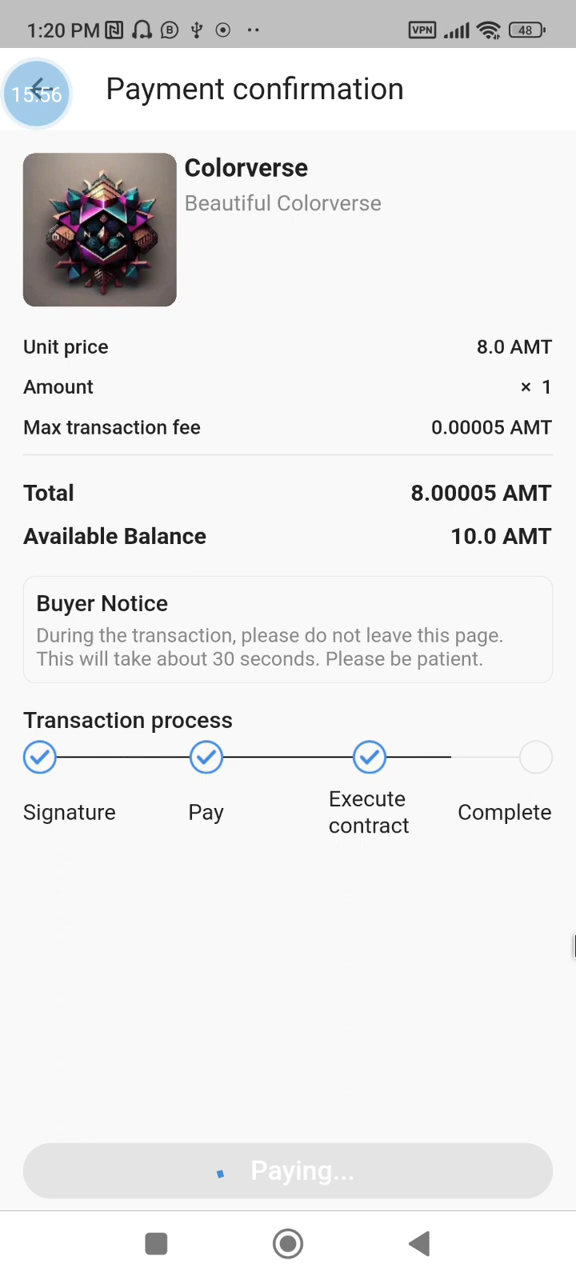 1:20 PM
VPN
48
15:56
Payment confirmation
Colorverse
Beautiful Colorverse
Unit price 8.0 AMT
Amount × 1
Max transaction fee 0.00005 AMT
Total 8.00005 AMT
Available Balance 10.0 AMT
Buyer Notice
During the transaction, please do not leave this page.
This will take about 30 seconds. Please be patient.
Transaction process
Signature
Pay
Execute
contract
Complete
Paying...